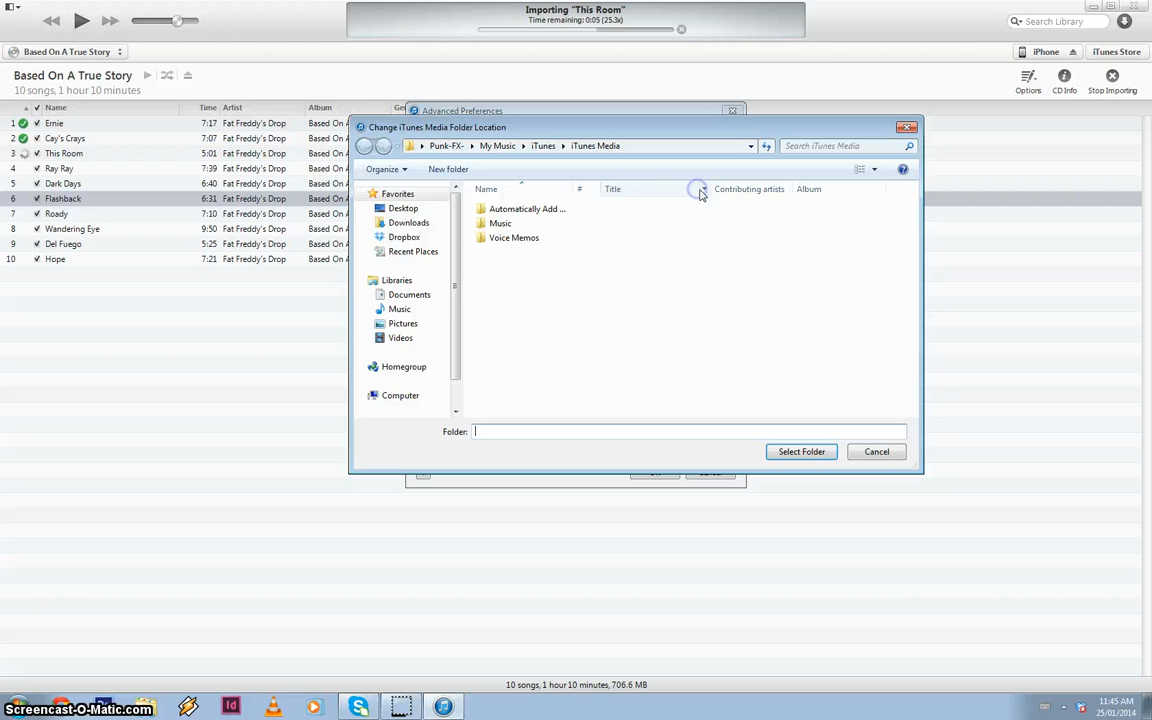 Importing "This Room"
Time remaining: 0:05 (25.3x)
Search Library
Based On A True Story
iPhone
iTunes Store
Based On A True Story
10 songs, 1 hour 10 minutes
Options
CD Info
Stop Importing
Name Time Artist Album Ge
1 Ernie 7:17 Fat Freddy's Drop Based On
2 Cay's Crays 7:07 Fat Freddy's Drop Based On
3 This Room 5:01 Fat Freddy's Drop Based On
4 Ray Ray 7:39 Fat Freddy's Drop Based On
5 Dark Days 6:40 Fat Freddy's Drop Based On
6 Flashback 6:31 Fat Freddy's Drop Based On
7 Roady 7:10 Fat Freddy's Drop Based On
8 Wandering Eye 9:29 Fat Freddy's Drop Based On
9 Del Fuego 5:25 Fat Freddy's Drop Based On
10 Hope 7:21 Fat Freddy's Drop Based On
Advanced Preferences
Change iTunes Media Folder Location
Punk-FX- My Music iTunes iTunes Media
Search iTunes Media
Organize New folder
Name # Title Contributing artists Album
Automatically Add ...
Music
Voice Memos
Favorites
Desktop
Downloads
Dropbox
Recent Places
Libraries
Documents
Music
Pictures
Videos
Homegroup
Computer
Folder:
Select Folder
Cancel
10 songs, 1 hour 10 minutes, 706.6 MB
Screencast-O-Matic.com
Id
11:45 AM
25/01/2014